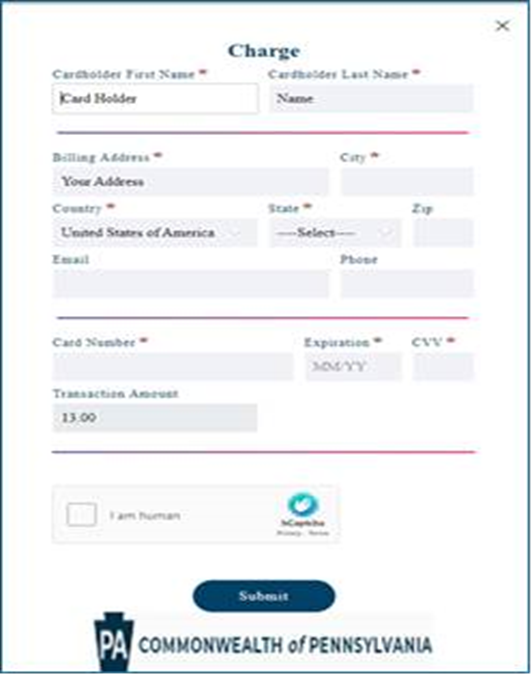 Charge
Cardholder First Name * Cardholder Last Name *
Card Holder Name
Billing Address * City *
Your Address
Country * State * Zip
United States of America ----Select----
Email Phone
Card Number * Expiration * CVV *
MM/YY
Transaction Amount
13.00
I am human
hCaptcha
Privacy - Terms
Submit
PA COMMONWEALTH of PENNSYLVANIA